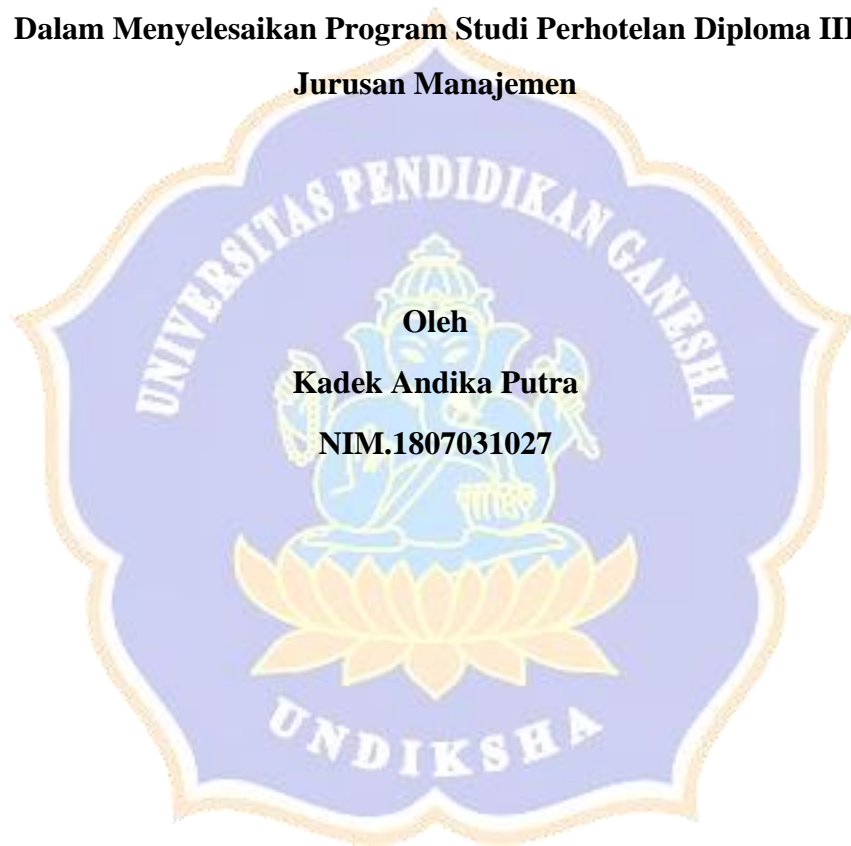 Dalam Menyelesaikan Program Studi Perhotelan Diploma III
Jurusan Manajemen
UNIVERSITAS PENDIDIKAN GANESHA
Oleh
Kadek Andika Putra
NIM.1807031027
UNDIKSHA